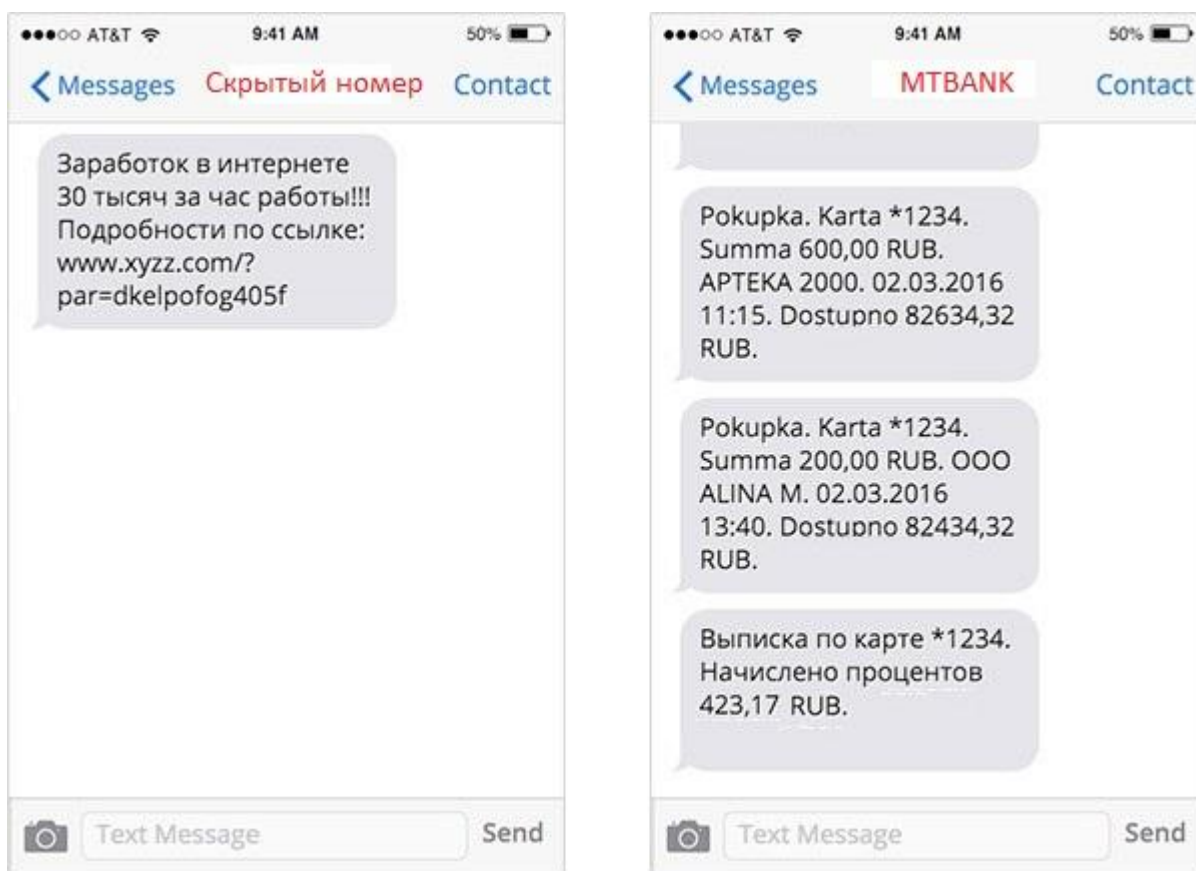 AT&T 9:41 AM 50%
Messages Скрытый номер Contact
Заработок в интернете
30 тысяч за час работы!!!
Подробности по ссылке:
www.xyzz.com/?
par=dkelpofog405f
Text Message Send
AT&T 9:41 AM 50%
Messages MTBANK Contact
Pokupka. Karta *1234.
Summa 600,00 RUB.
APTEKA 2000. 02.03.2016
11:15. Dostupno 82634,32
RUB.
Pokupka. Karta *1234.
Summa 200,00 RUB. OOO
ALINA M. 02.03.2016
13:40. Dostupno 82434,32
RUB.
Выписка по карте *1234.
Начислено процентов
423,17 RUB.
Text Message Send